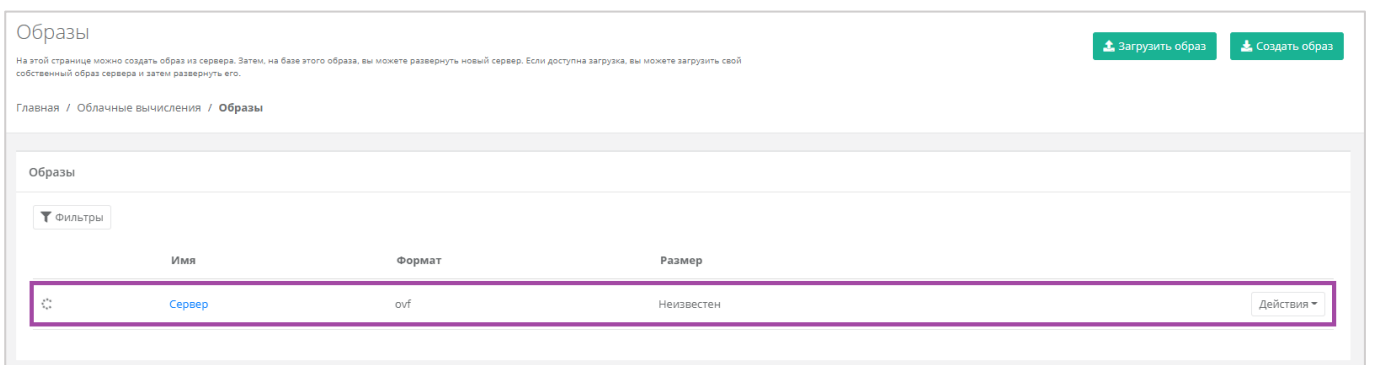 Образы
Загрузить образ
Создать образ
На этой странице можно создать образ из сервера. Затем, на базе этого образа, вы можете развернуть новый сервер. Если доступна загрузка, вы можете загрузить свой
собственный образ сервера и затем развернуть его.
Главная / Облачные вычисления / Образы
Образы
Фильтры
Имя Формат Размер
Сервер ovf Неизвестен Действия